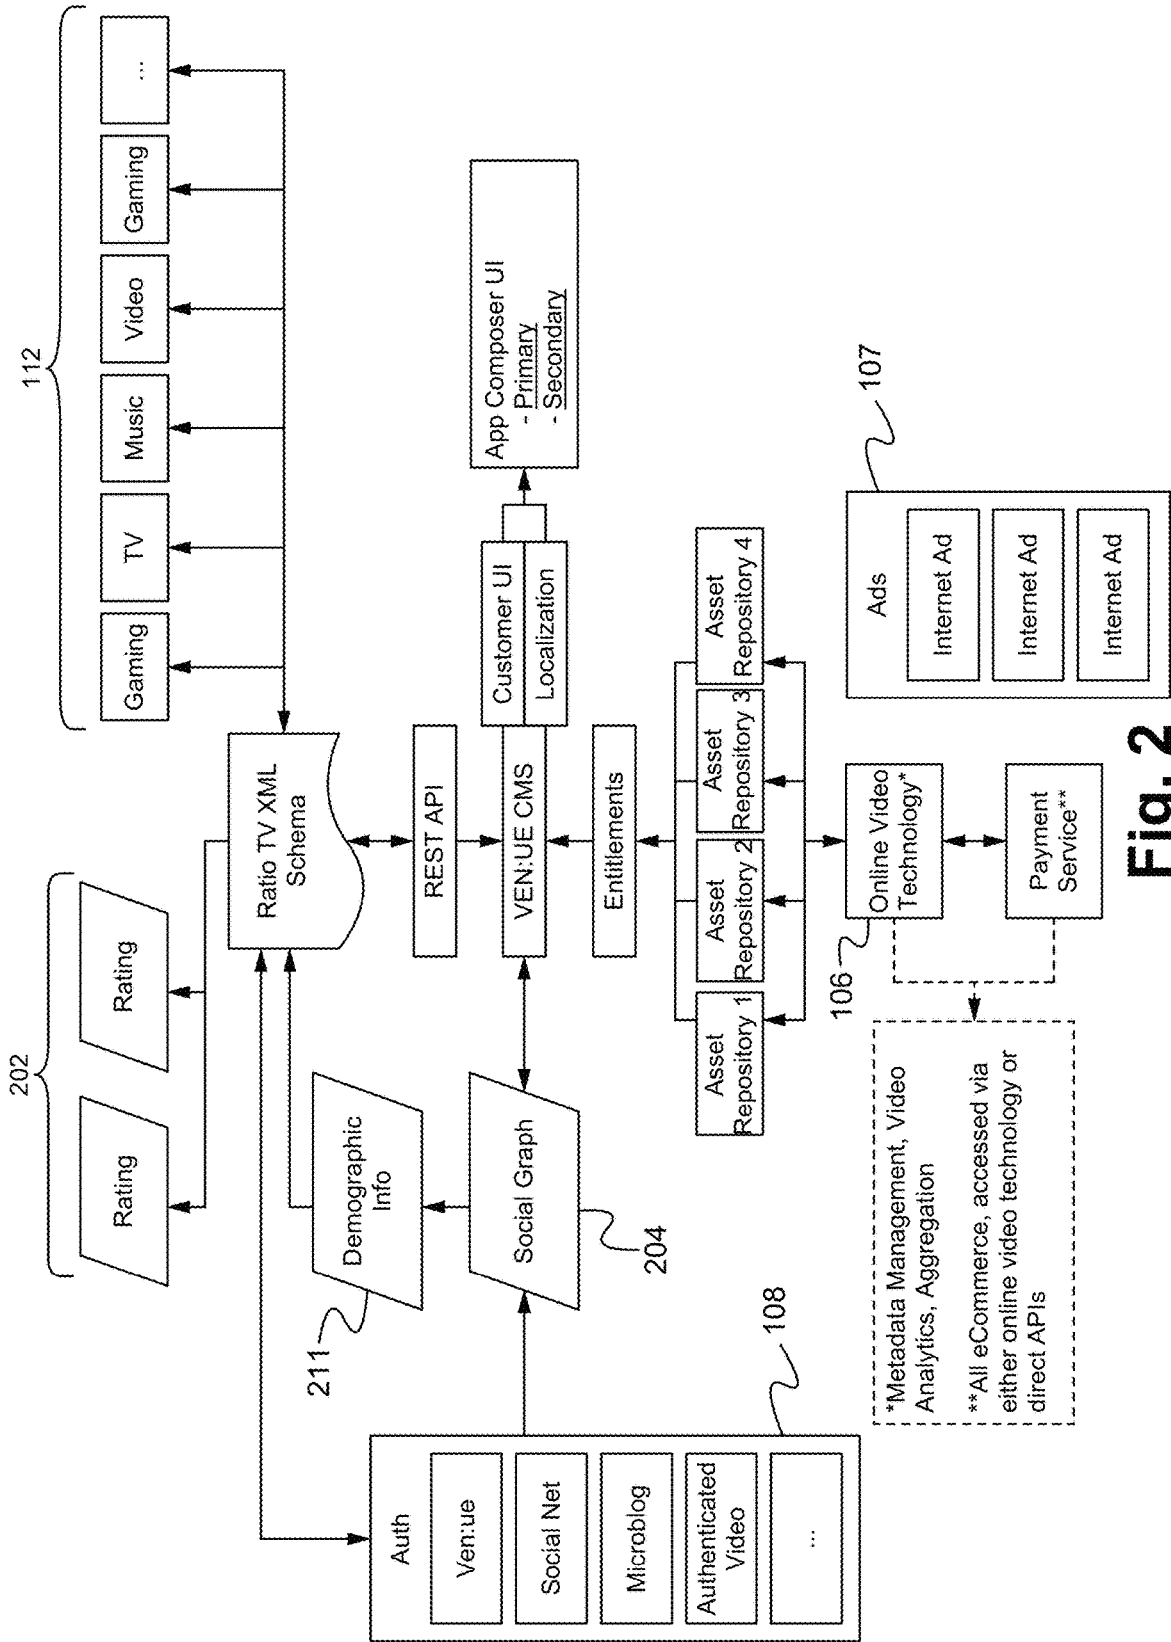 202
Rating
Rating
112
Gaming
TV
Music
Video
Gaming
...
Ratio TV XML
Schema
211
Demographic
Info
REST API
Auth
Ven:ue
Social Net
Microblog
Authenticated
Video
...
108
Social Graph
204
VEN:UE CMS
Customer UI
Localization
App Composer UI
- Primary
- Secondary
Entitlements
Asset
Repository 1
Asset
Repository 2
Asset
Repository 3
Asset
Repository 4
106
Online Video
Technology*
Payment
Service**
*Metadata Management, Video
Analytics, Aggregation
**All eCommerce, accessed via
either online video technology or
direct APIs
107
Ads
Internet Ad
Internet Ad
Internet Ad
Fig. 2